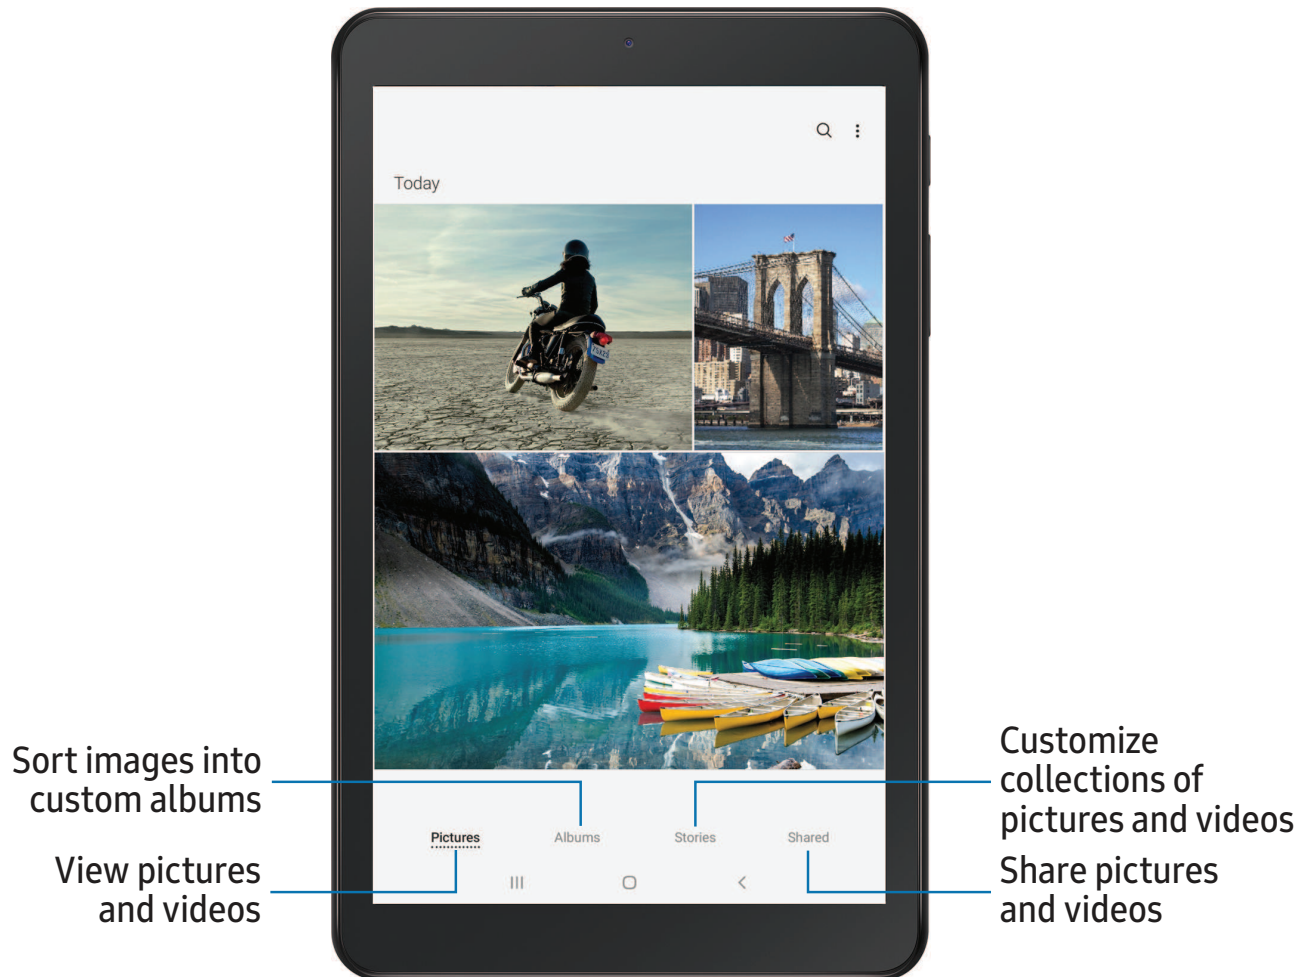 Today
Sort images into
custom albums
Customize
collections of
pictures and videos
Pictures
Albums
Stories
Shared
View pictures
and videos
Share pictures
and videos